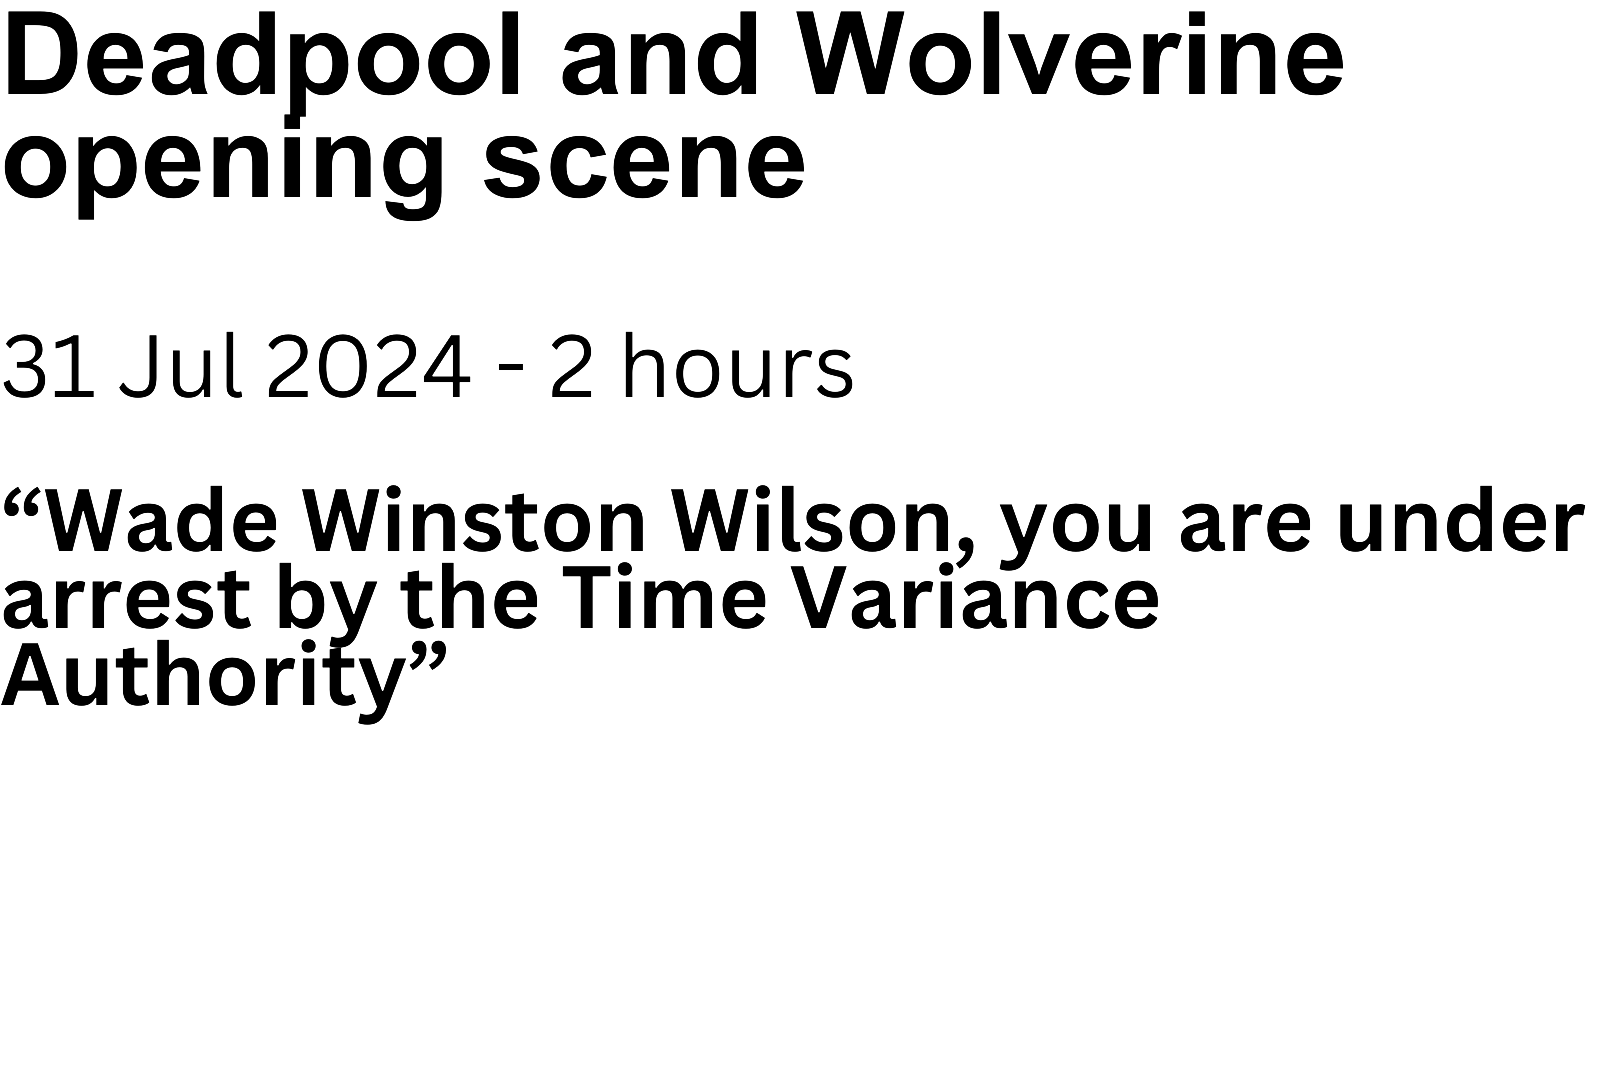 Deadpool and Wolverine
opening scene
31 Jul 2024 - 2 hours
“Wade Winston Wilson, you are under
arrest by the Time Variance
Authority”